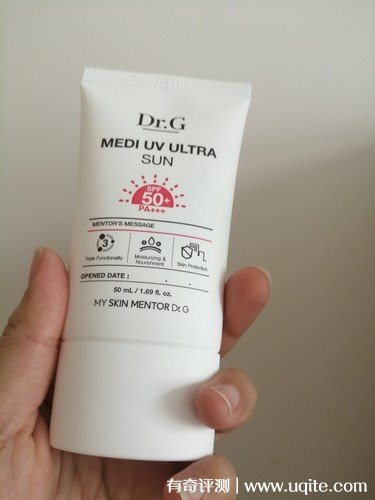 Dr.G
MEDI UV ULTRA
SUN
SPF
50+
PA+++
MENTOR'S MESSAGE
3
Triple Functionality
Moisturizing &
Nourishment
Skin Protection
OPENED DATE : . .
50 mL / 1.69 fl. oz.
MY SKIN MENTOR Dr.G
有奇评测 | www.uqite.com